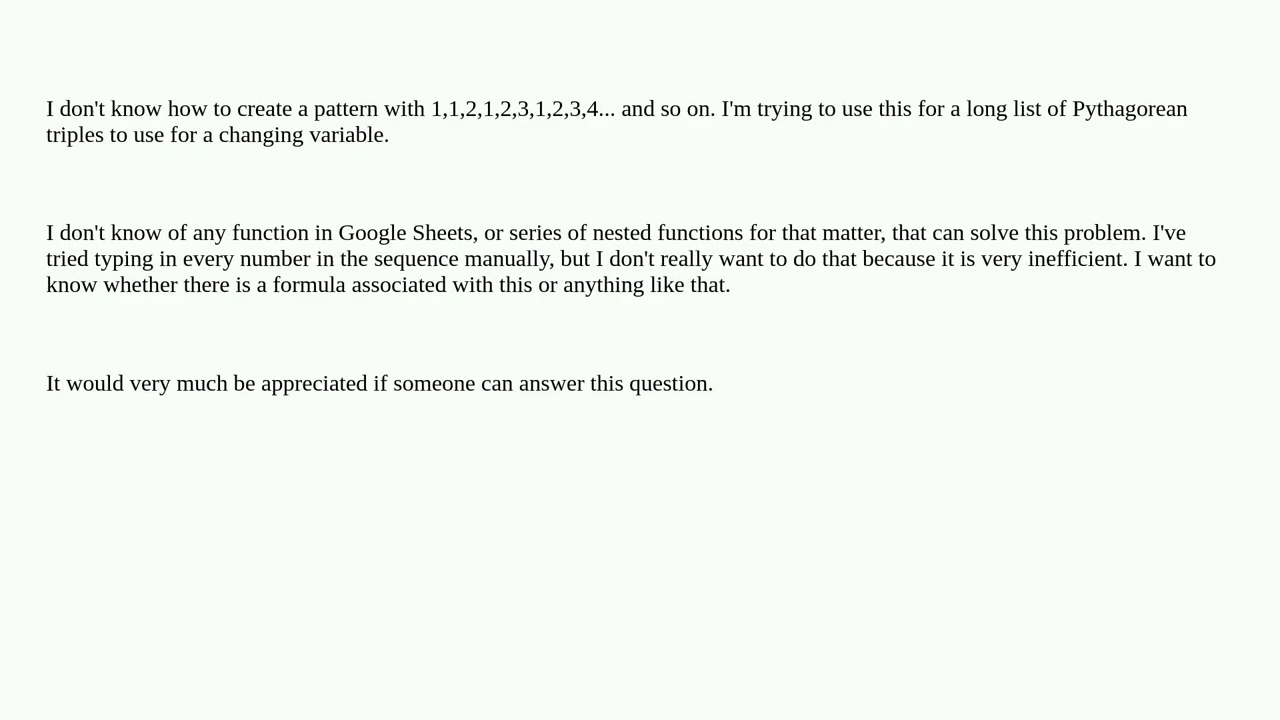 I don't know how to create a pattern with 1,1,2,1,2,3,1,2,3,4... and so on. I'm trying to use this for a long list of Pythagorean
triples to use for a changing variable.
I don't know of any function in Google Sheets, or series of nested functions for that matter, that can solve this problem. I've
tried typing in every number in the sequence manually, but I don't really want to do that because it is very inefficient. I want to
know whether there is a formula associated with this or anything like that.
It would very much be appreciated if someone can answer this question.